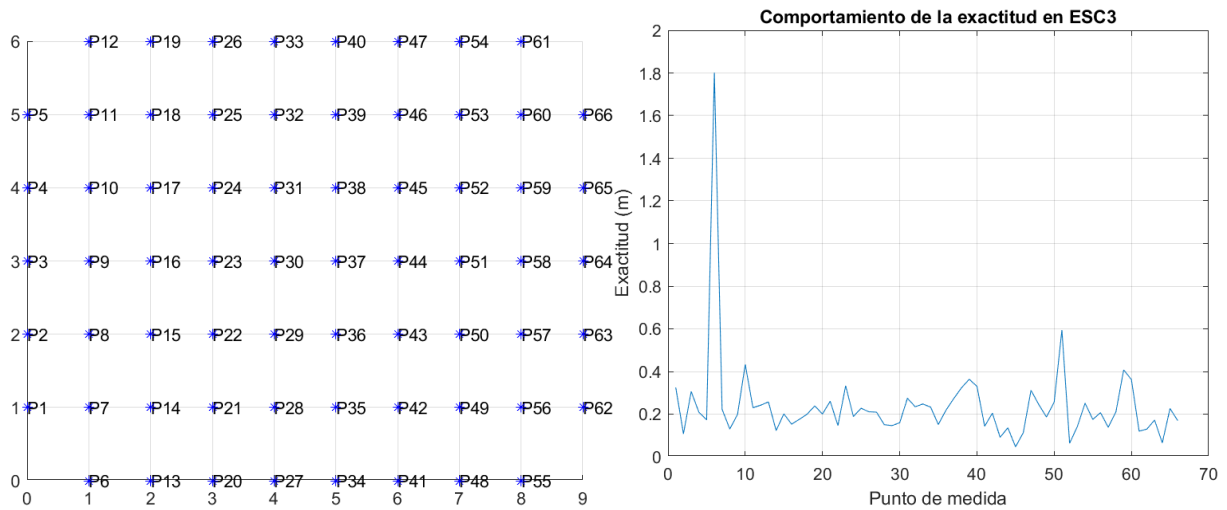 6 P12 P19 P26 P33 P40 P47 P54 P61
5 P5 P11 P18 P25 P32 P39 P46 P53 P60 P66
4 P4 P10 P17 P24 P31 P38 P45 P52 P59 P65
3 P3 P9 P16 P23 P30 P37 P44 P51 P58 P64
2 P2 P8 P15 P22 P29 P36 P43 P50 P57 P63
1 P1 P7 P14 P21 P28 P35 P42 P49 P56 P62
0 P6 P13 P20 P27 P34 P41 P48 P55
0 1 2 3 4 5 6 7 8 9
Comportamiento de la exactitud en ESC3
Exactitud (m)
2
1.8
1.6
1.4
1.2
1
0.8
0.6
0.4
0.2
0
0 10 20 30 40 50 60 70
Punto de medida